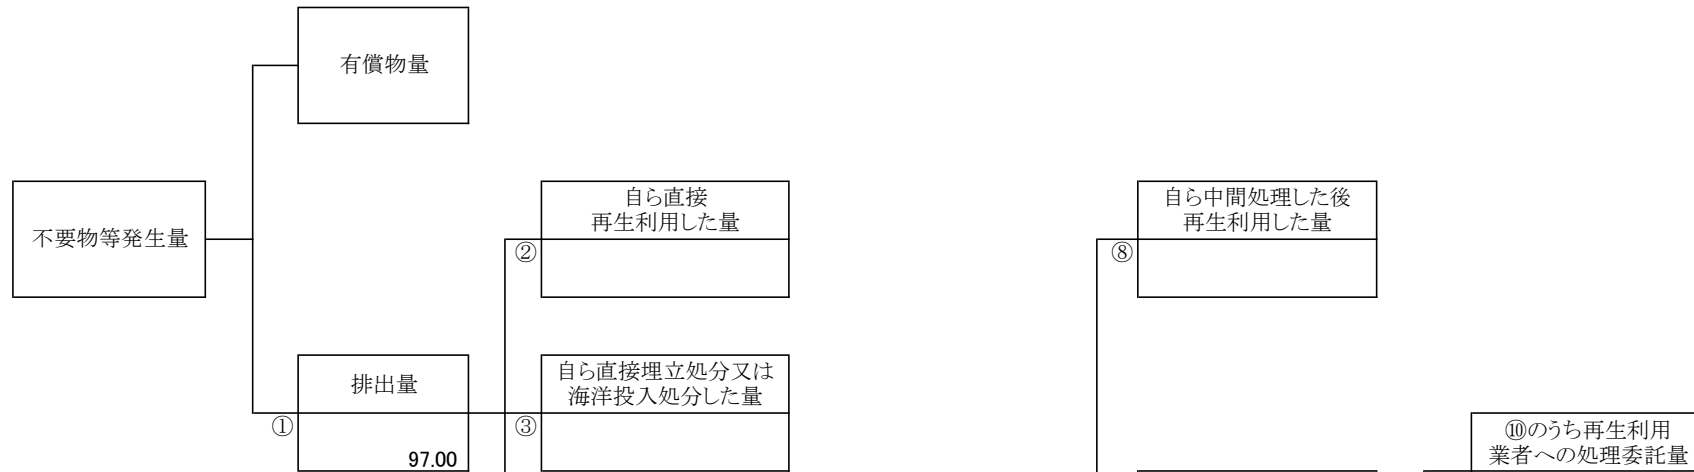 有償物量
不要物等発生量
自ら直接
再生利用した量
②
自ら中間処理した後
再生利用した量
⑧
排出量
①
97.00
自ら直接埋立処分又は
海洋投入処分した量
③
⑩のうち再生利用
業者への処理委託量